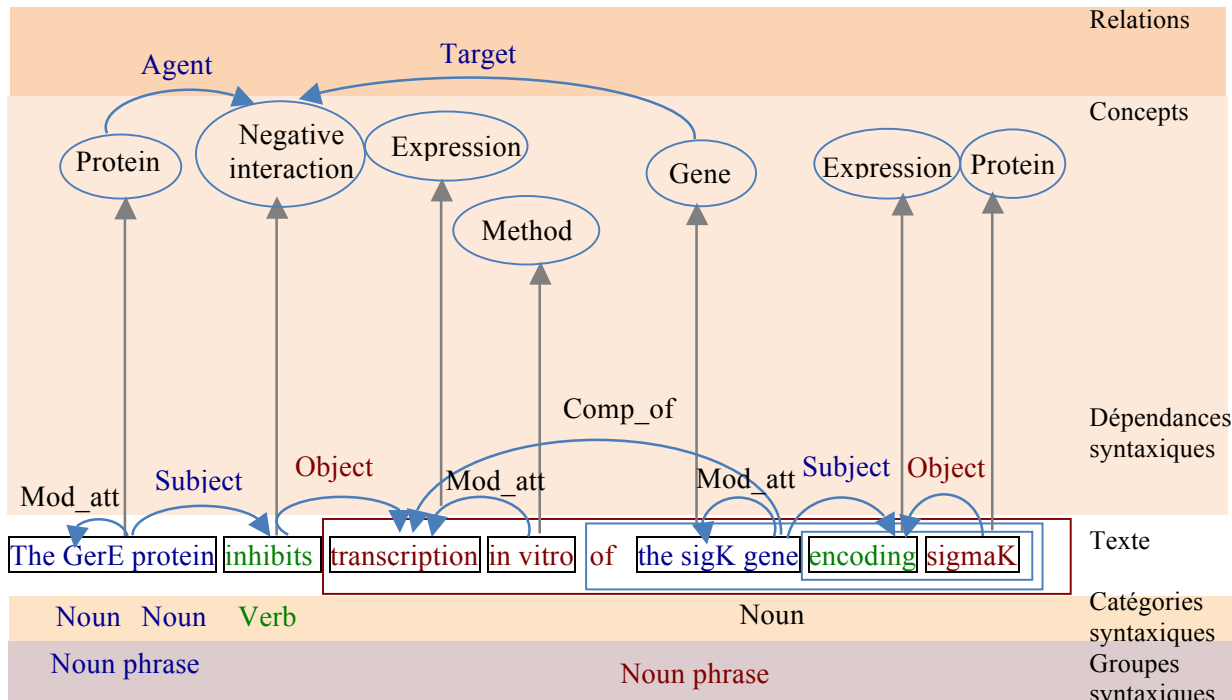 Relations
Target
Agent
Concepts
Negative
interaction
Expression
Protein
Gene
Expression
Protein
Method
Comp_of
Dépendances
syntaxiques
Object
Subject
Mod_att
Mod_att
Mod_att
Subject
Object
The GerE protein inhibits transcription in vitro of the sigK gene encoding sigmaK
Texte
Noun Noun Verb Noun
Catégories
syntaxiques
Noun phrase Noun phrase
Groupes
syntaxiques